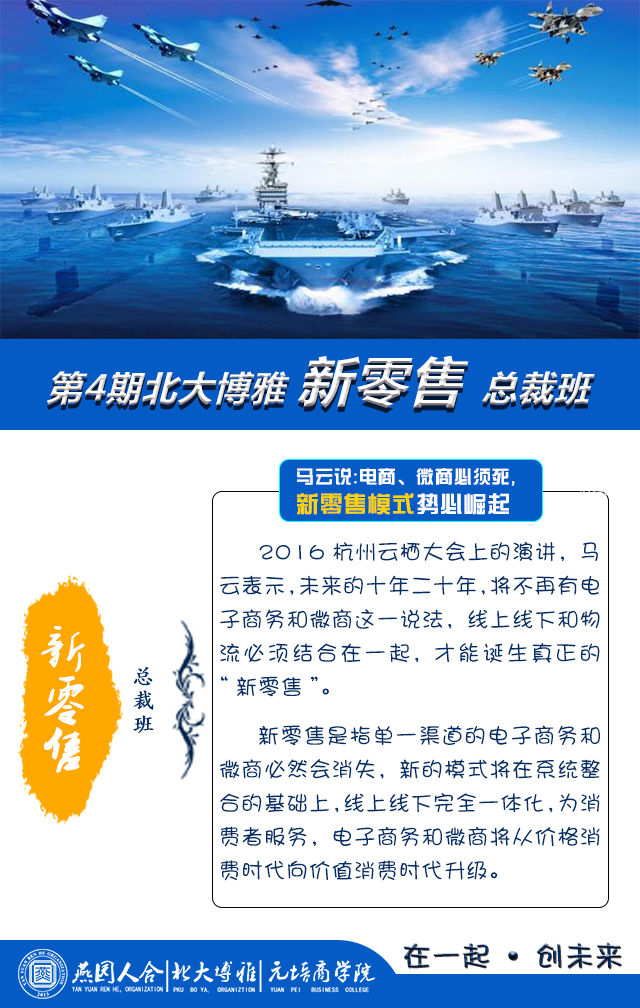 第4期北大博雅 新零售 总裁班
马云说:电商、微商必须死,
新零售模式势必崛起
2016杭州云栖大会上的演讲，马
云表示,未来的十年二十年,将不再有电
子商务和微商这一说法，线上线下和物
流必须结合在一起，才能诞生真正的
“新零售”。
新零售是指单一渠道的电子商务和
微商必然会消失，新的模式将在系统整
合的基础上,线上线下完全一体化,为消
费者服务，电子商务和微商将从价格消
费时代向价值消费时代升级。
新零售
总裁班
YAN YUAN REN HE ORGANIZATION
2013
燕园人合|北大博雅|元培商学院
YAN YUAN REN HE, ORGANIZATION PKU BO YA, ORGANIZTION YUAN PEI BUSINESS COLLEGE
在一起·创未来